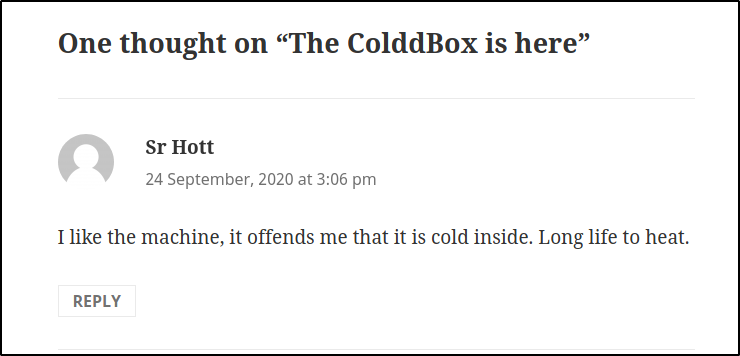 One thought on “The ColddBox is here”
Sr Hott
24 September, 2020 at 3:06 pm
I like the machine, it offends me that it is cold inside. Long life to heat.
REPLY